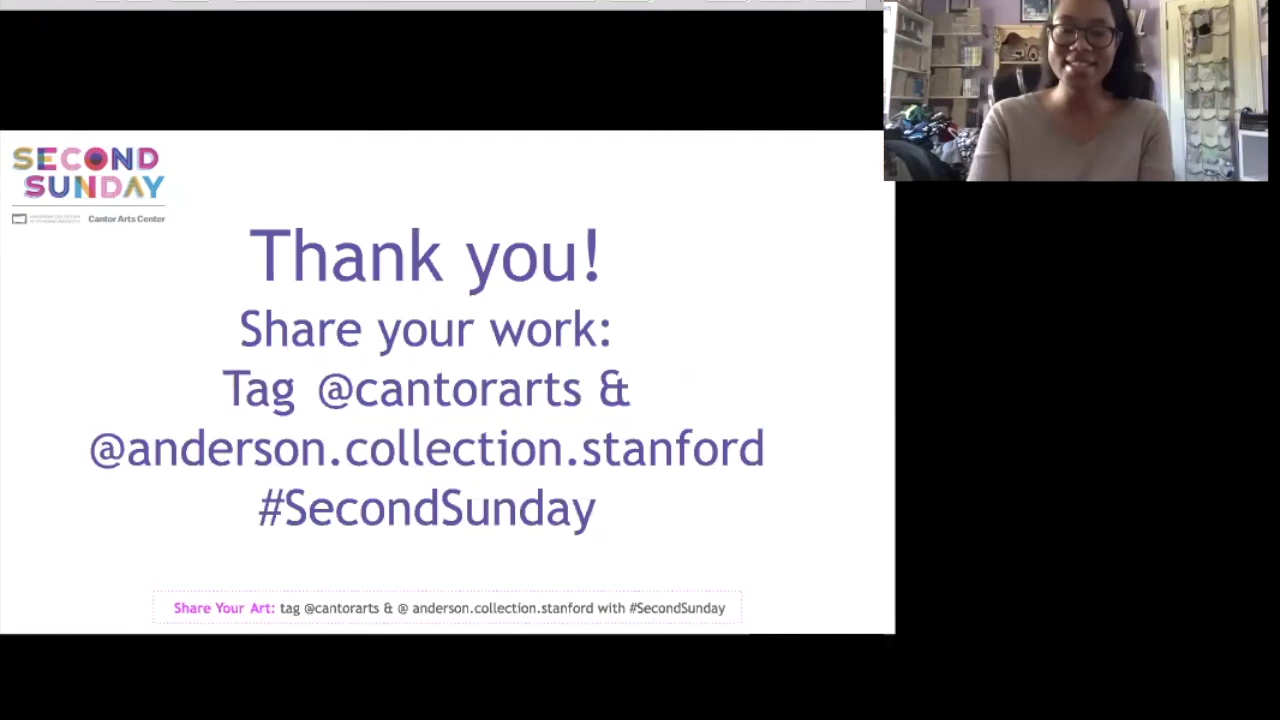 SECOND
SUNDAY
Cantor Arts Center
Thank you!
Share your work:
Tag @cantorarts &
@anderson.collection.stanford
#SecondSunday
Share Your Art: tag @cantorarts & @ anderson.collection.stanford with #SecondSunday